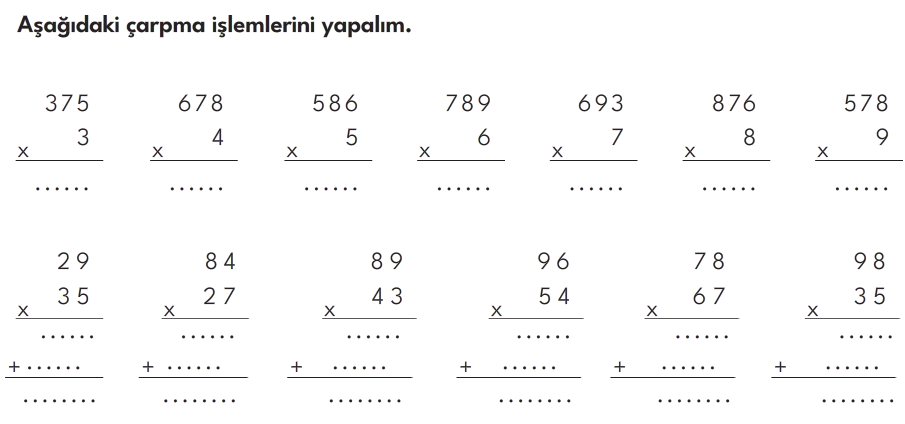 Aşağıdaki çarpma işlemlerini yapalım.
375 678 586 789 693 876 578
x 3 x 4 x 5 x 6 x 7 x 8 x 9
...... ...... ...... ...... ...... ...... ......
29 84 89 96 78 98
x 35 x 27 x 43 x 54 x 67 x 35
...... ...... ...... ...... ...... ......
+ ...... + ...... + ...... + ...... + ...... + ......
........ ........ ........ ........ ........ ........